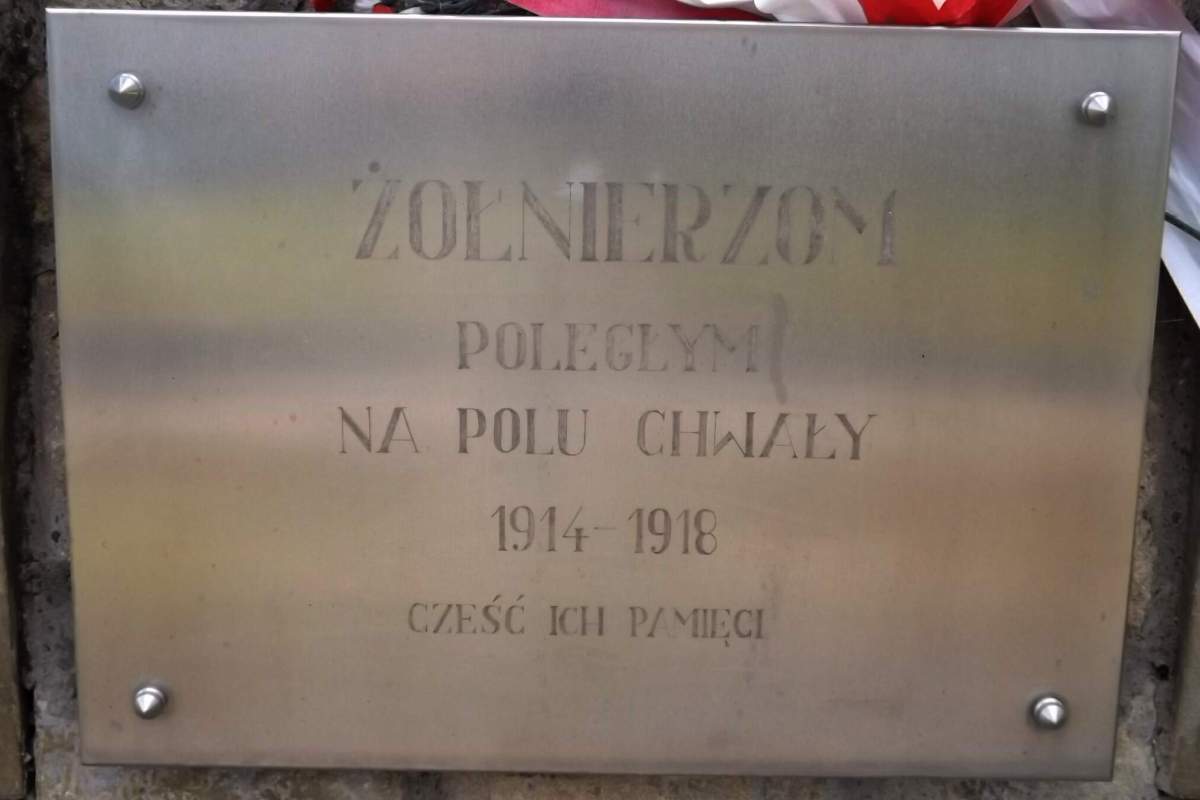 ŻOŁNIERZOM
POLEGŁYM
NA POLU CHWAŁY
1914-1918
CZEŚĆ ICH PAMIĘCI